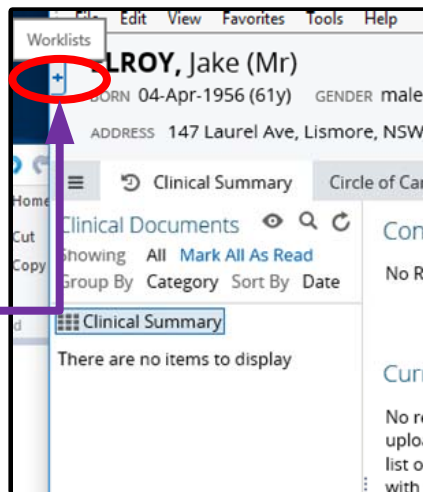 File Edit View Favorites Tools Help
Worklists
LROY, Jake (Mr)
+
BORN 04-Apr-1956 (61y) GENDER male
ADDRESS 147 Laurel Ave, Lismore, NSW
Home
Clinical Summary Circle of Car
Cut
Clinical Documents
Con
Copy
Showing All Mark All As Read
No R
Group By Category Sort By Date
d
Clinical Summary
There are no items to display
Curr
No re
uploa
list o
with